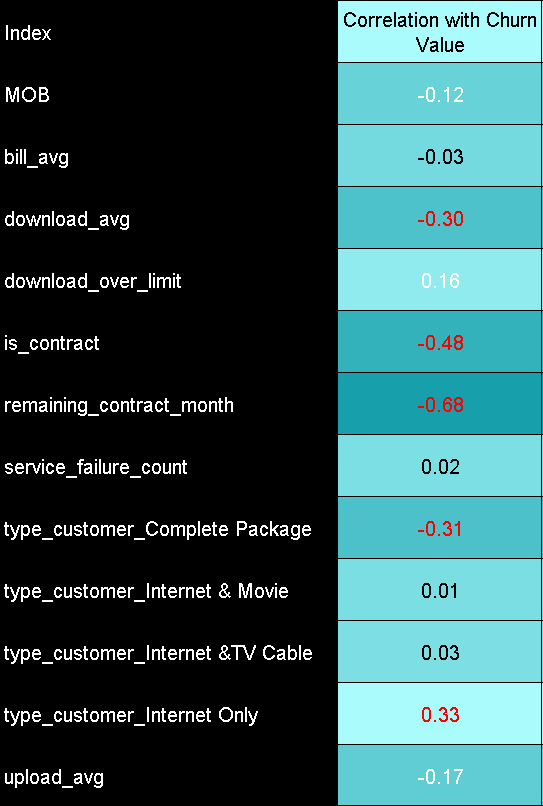 Index
Correlation with Churn
Value
MOB -0.12
bill_avg -0.03
download_avg -0.30
download_over_limit 0.16
is_contract -0.48
remaining_contract_month -0.68
service_failure_count 0.02
type_customer_Complete Package -0.31
type_customer_Internet & Movie 0.01
type_customer_Internet &TV Cable 0.03
type_customer_Internet Only 0.33
upload_avg -0.17